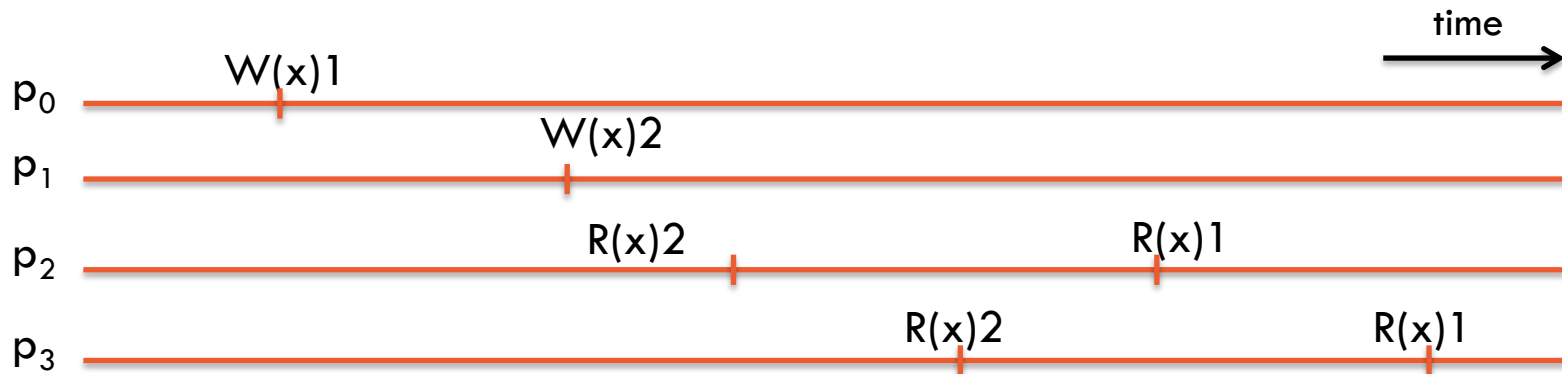 time
p₀ W(x)1
p₁ W(x)2
p₂ R(x)2 R(x)1
p₃ R(x)2 R(x)1